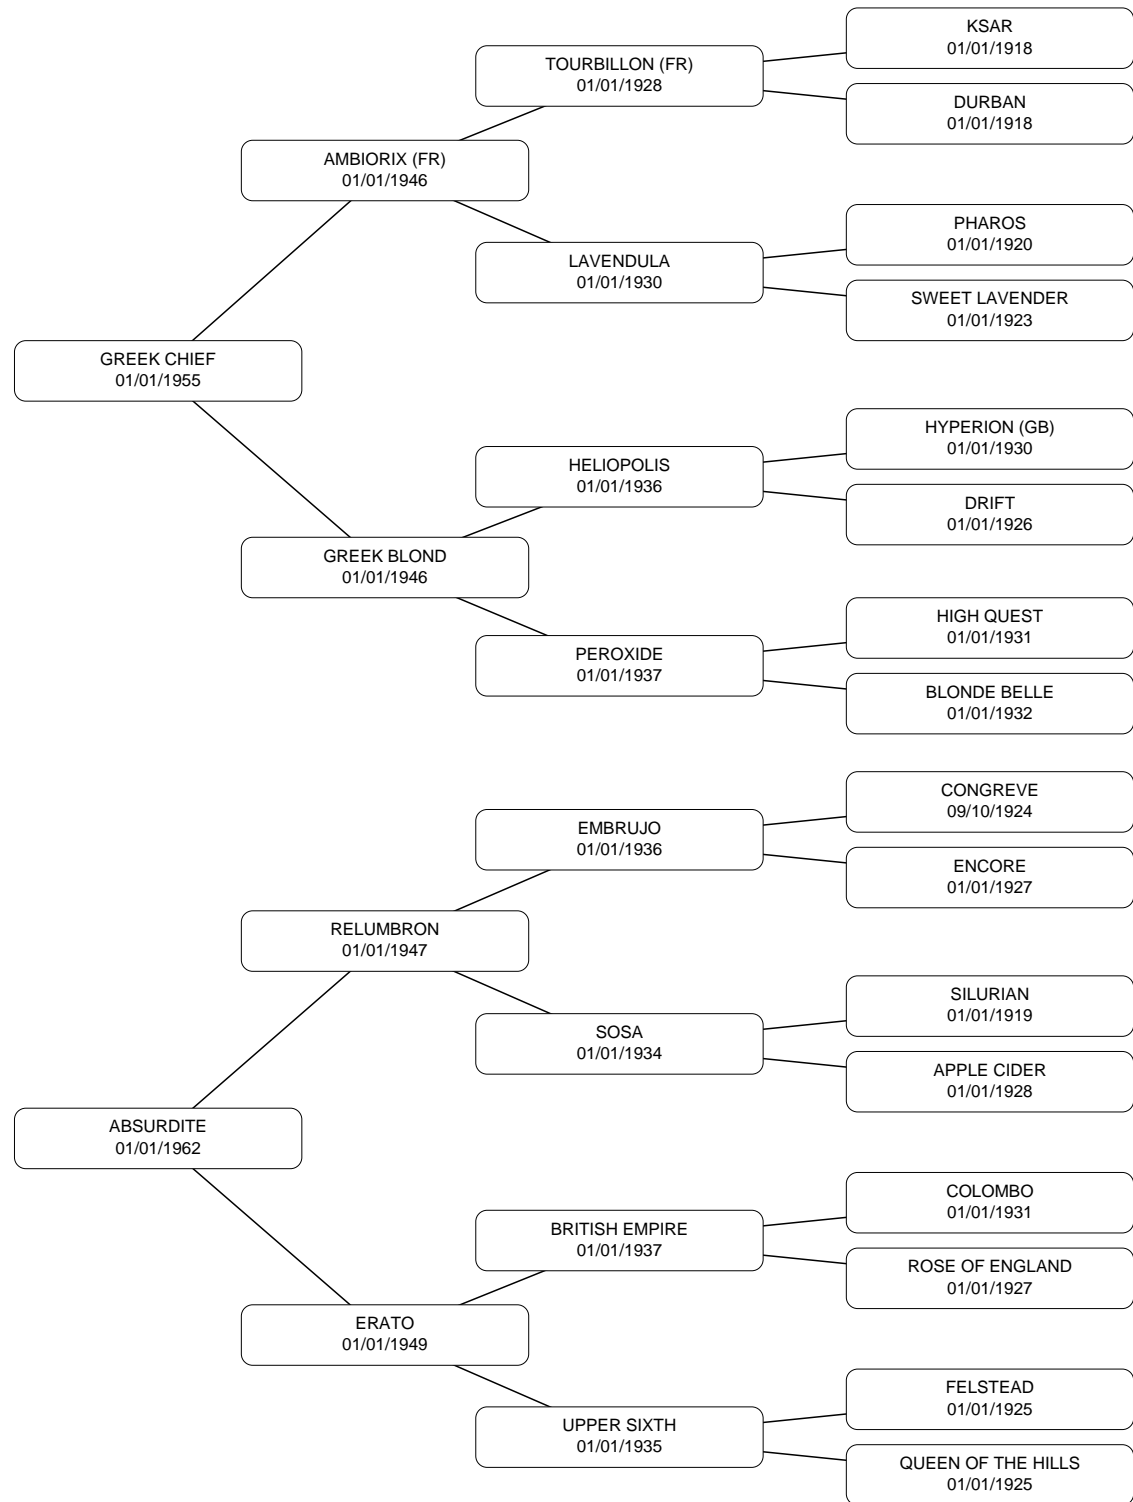 KSAR
01/01/1918
TOURBILLON (FR)
01/01/1928
DURBAN
01/01/1918
AMBIORIX (FR)
01/01/1946
PHAROS
01/01/1920
LAVENDULA
01/01/1930
SWEET LAVENDER
01/01/1923
GREEK CHIEF
01/01/1955
HYPERION (GB)
01/01/1930
HELIOPOLIS
01/01/1936
DRIFT
01/01/1926
GREEK BLOND
01/01/1946
HIGH QUEST
01/01/1931
PEROXIDE
01/01/1937
BLONDE BELLE
01/01/1932
CONGREVE
09/10/1924
EMBRUJO
01/01/1936
ENCORE
01/01/1927
RELUMBRON
01/01/1947
SILURIAN
01/01/1919
SOSA
01/01/1934
APPLE CIDER
01/01/1928
ABSURDITE
01/01/1962
COLOMBO
01/01/1931
BRITISH EMPIRE
01/01/1937
ROSE OF ENGLAND
01/01/1927
ERATO
01/01/1949
FELSTEAD
01/01/1925
UPPER SIXTH
01/01/1935
QUEEN OF THE HILLS
01/01/1925